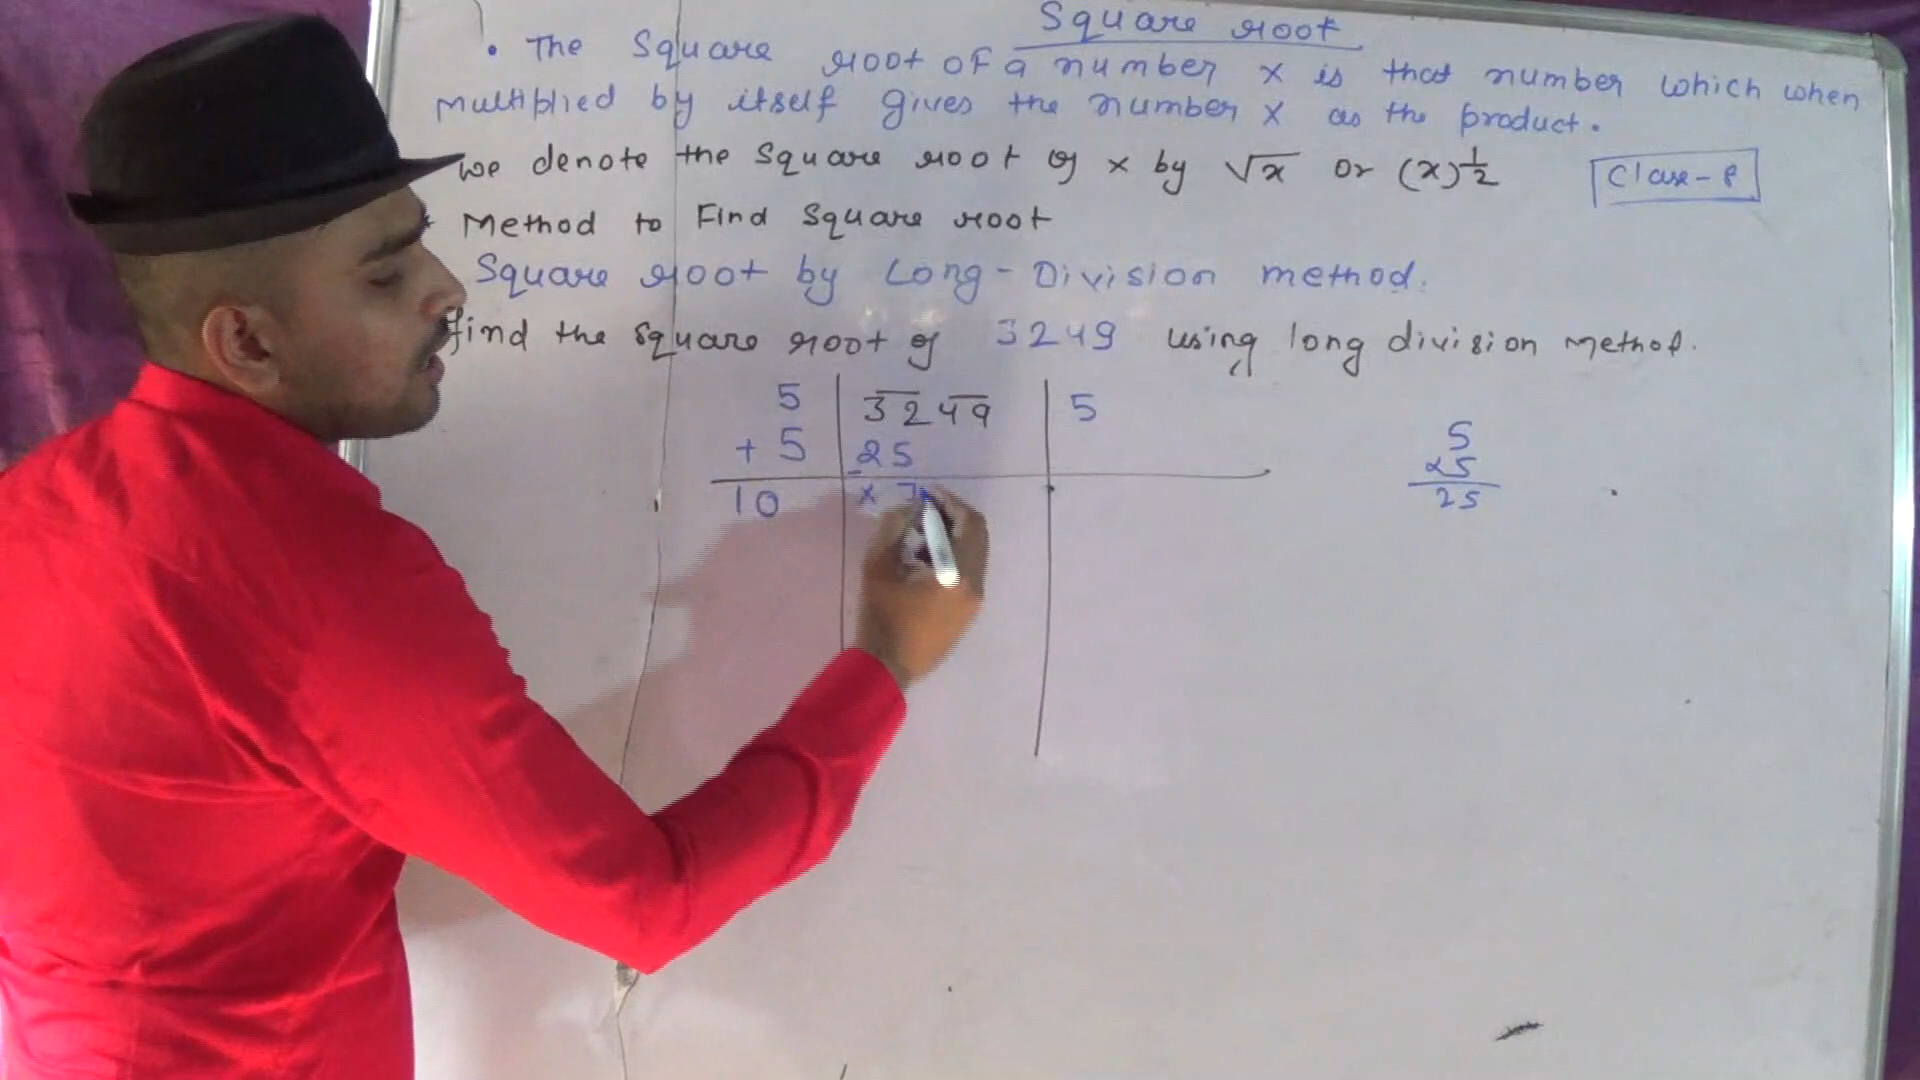 Square root
• The Square root of a number x is that number which when
multiplied by itself gives the number x as the product.
we denote the square root of x by √x or (x)½
Class-8
* Method to Find Square root
Square root by Long-Division method.
find the square root of 3249 using long division method.
5 3249 5
+ 5 25
10 x 7
5
x5
25